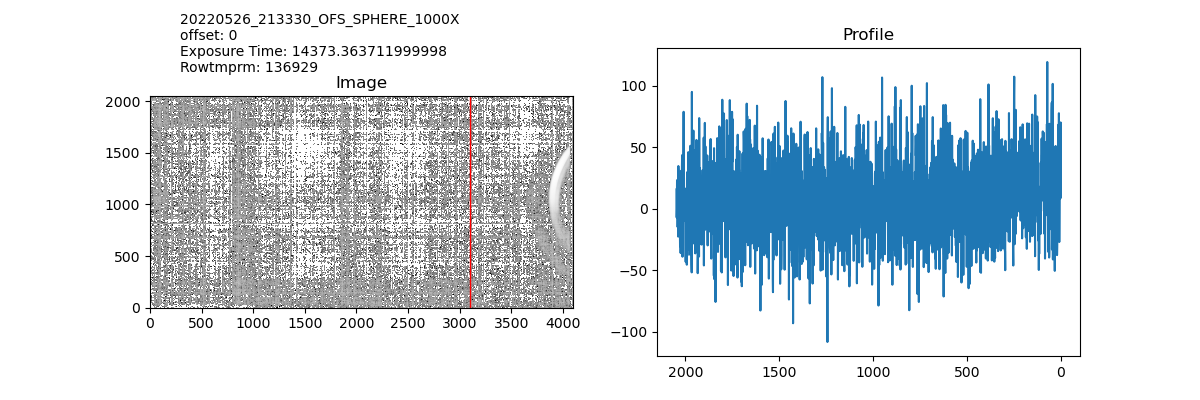 20220526_213330_OFS_SPHERE_1000X
offset: 0
Exposure Time: 14373.363711999998
Rowtmprm: 136929
Image
2000
1500
1000
500
0
0 500 1000 1500 2000 2500 3000 3500 4000
Profile
100
50
0
−50
−100
2000 1500 1000 500 0